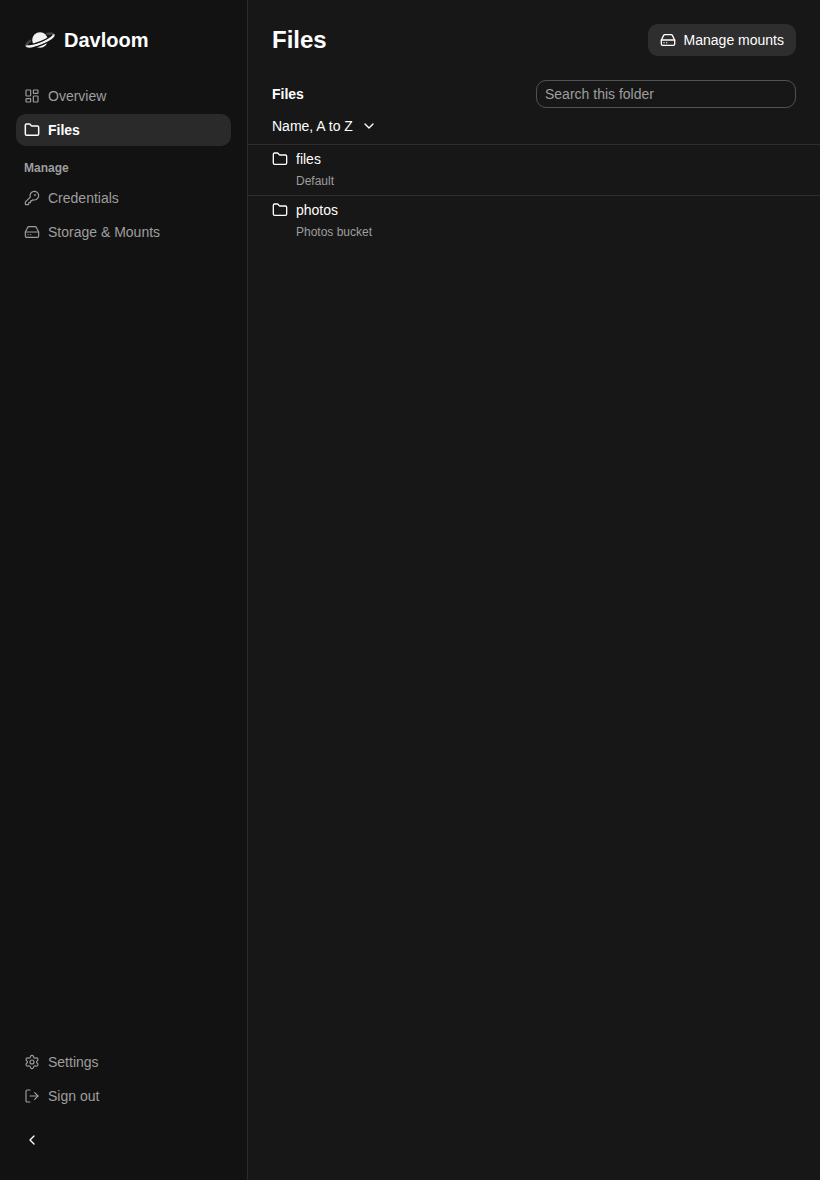 Davloom
Overview
Files
Manage
Credentials
Storage & Mounts
Settings
Sign out
Files
Manage mounts
Files
Search this folder
Name, A to Z
files
Default
photos
Photos bucket